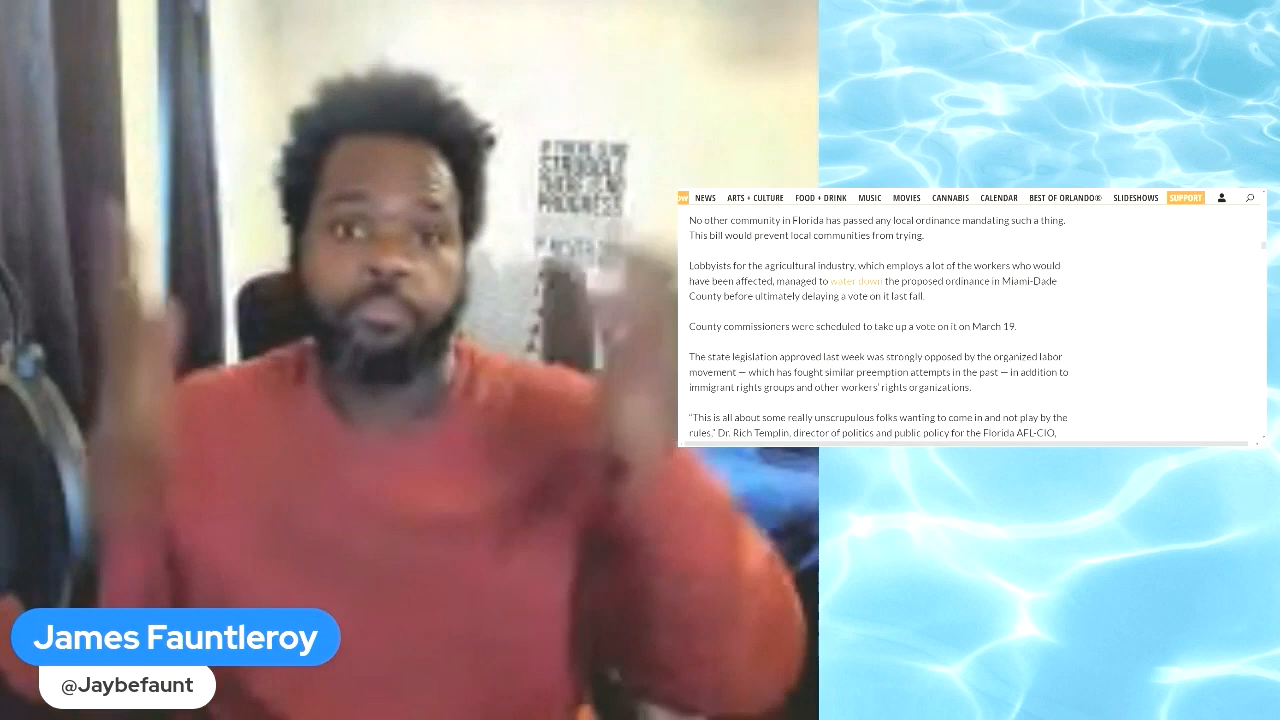 IF THERE IS NO
STRUGGLE
THERE IS NO
PROGRESS
NEWS ARTS + CULTURE FOOD + DRINK MUSIC MOVIES CANNABIS CALENDAR BEST OF ORLANDO® SLIDESHOWS SUPPORT
No other community in Florida has passed any local ordinance mandating such a thing.
This bill would prevent local communities from trying.
Lobbyists for the agricultural industry, which employs a lot of the workers who would
have been affected, managed to water down the proposed ordinance in Miami-Dade
County before ultimately delaying a vote on it last fall.
County commissioners were scheduled to take up a vote on it on March 19.
The state legislation approved last week was strongly opposed by the organized labor
movement — which has fought similar preemption attempts in the past — in addition to
immigrant rights groups and other workers' rights organizations.
"This is all about some really unscrupulous folks wanting to come in and not play by the
rules," Dr. Rich Templin, director of politics and public policy for the Florida AFL-CIO,
James Fauntleroy
@Jaybefaunt